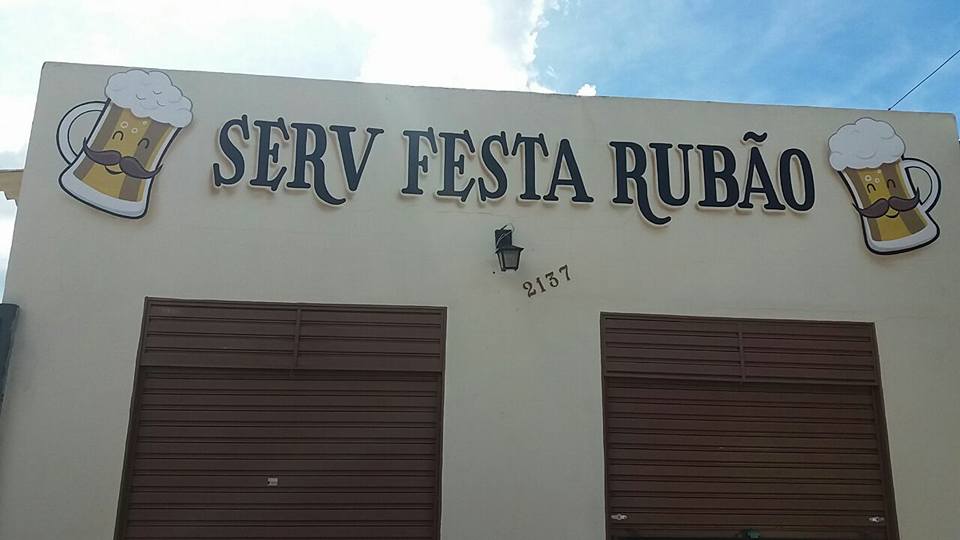 SERV FESTA RUBÃO
2137